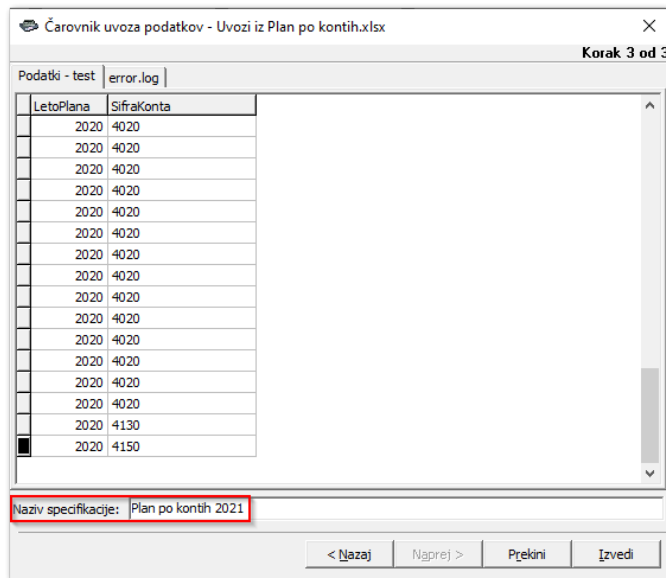 Čarovnik uvoza podatkov - Uvozi iz Plan po kontih.xlsx
Korak 3 od 3
Podatki - test error.log
LetoPlana SifraKonta
2020 4020
2020 4020
2020 4020
2020 4020
2020 4020
2020 4020
2020 4020
2020 4020
2020 4020
2020 4020
2020 4020
2020 4020
2020 4020
2020 4020
2020 4130
2020 4150
Naziv specifikacije: Plan po kontih 2021
< Nazaj Naprej > Prekini Izvedi